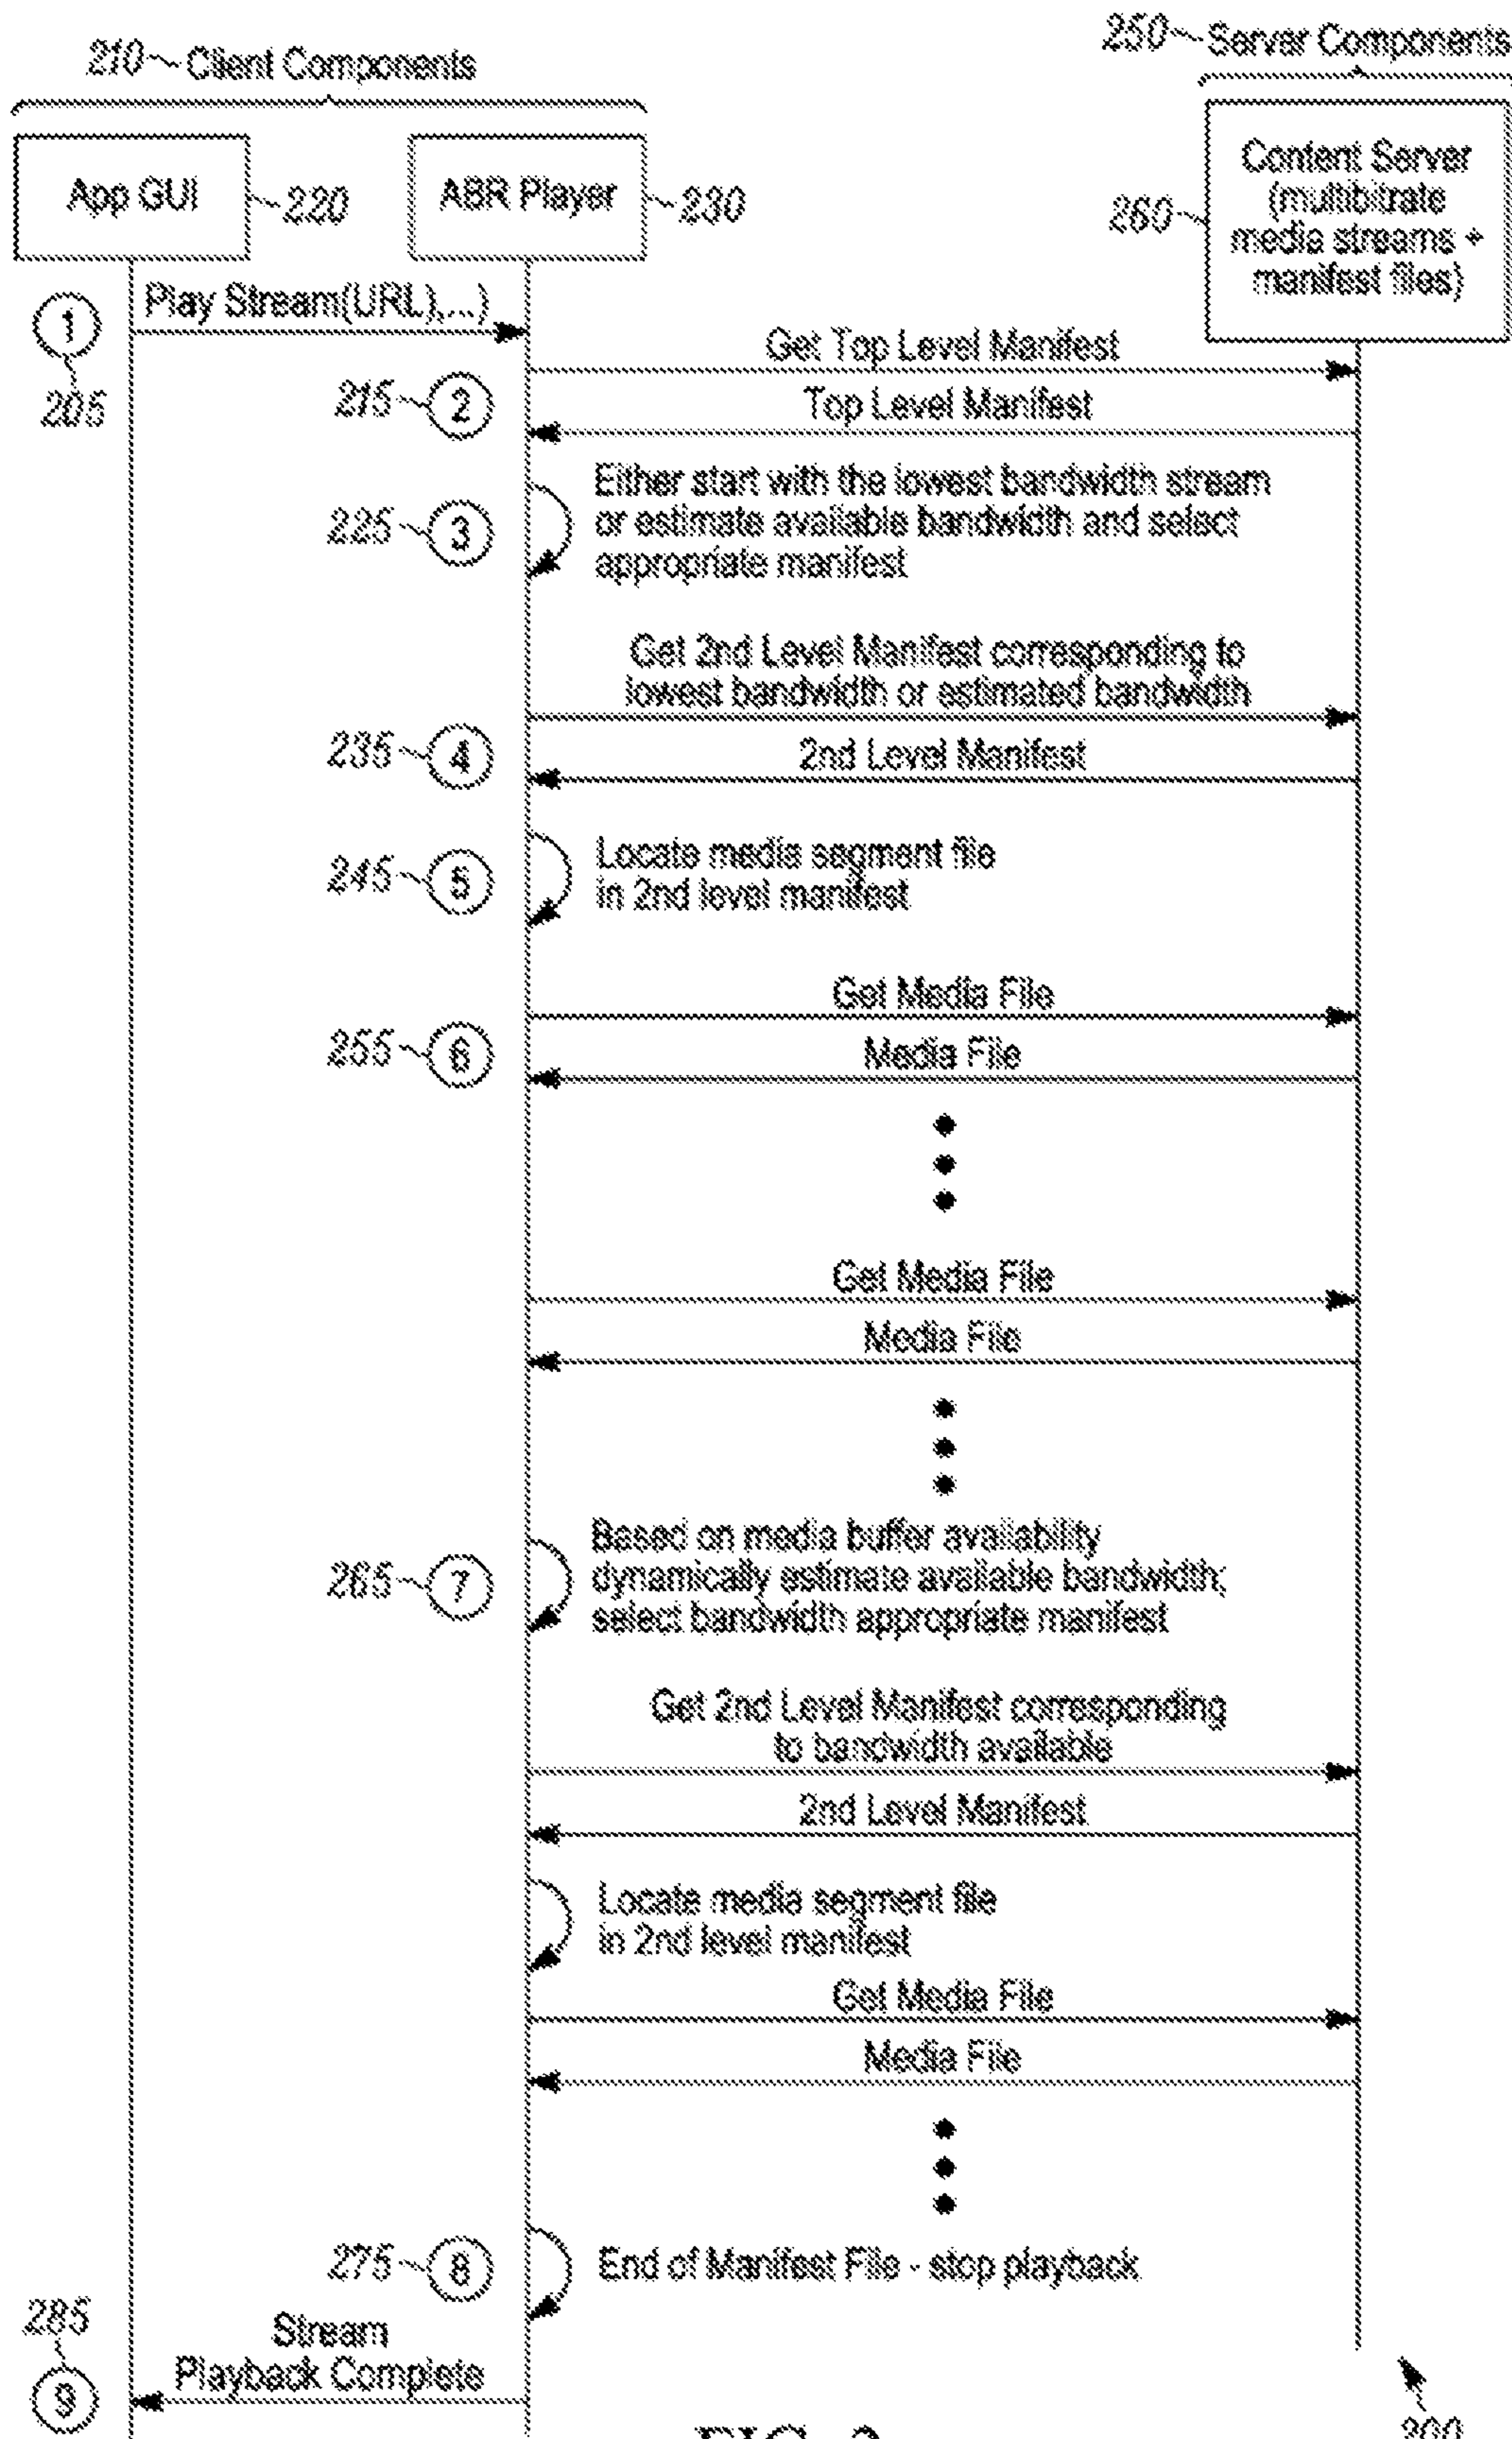 210 Client Components
250 Server Components
App GUI
220
ABR Player
230
260
Content Server
(multibitrate
media streams +
manifest files)
1
205
Play Stream(URL),...)
Get Top Level Manifest
215 2
Top Level Manifest
225 3
Either start with the lowest bandwidth stream
or estimate available bandwidth and select
appropriate manifest
Get 2nd Level Manifest corresponding to
lowest bandwidth or estimated bandwidth
235 4
2nd Level Manifest
245 5
Locate media segment file
in 2nd level manifest
Get Media File
255 6
Media File
Get Media File
Media File
265 7
Based on media buffer availability
dynamically estimate available bandwidth;
select bandwidth appropriate manifest
Get 2nd Level Manifest corresponding
to bandwidth available
2nd Level Manifest
Locate media segment file
in 2nd level manifest
Get Media File
Media File
275 8
End of Manifest File - stop playback
285
9
Stream
Playback Complete